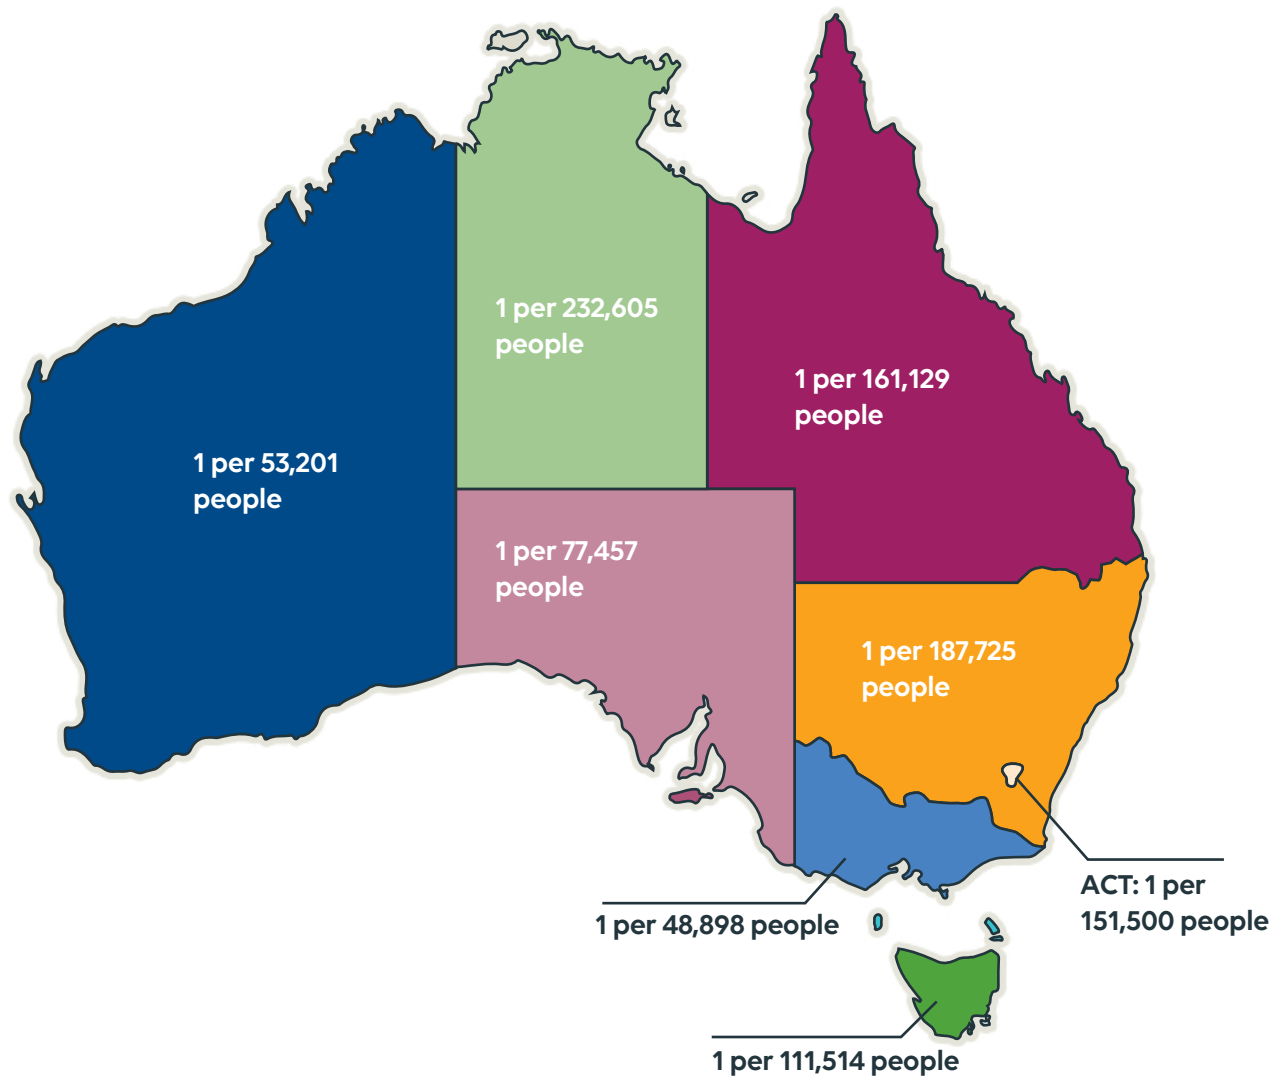 1 per 232,605
people
1 per 161,129
people
1 per 53,201
people
1 per 77,457
people
1 per 187,725
people
ACT: 1 per
151,500 people
1 per 48,898 people
1 per 111,514 people